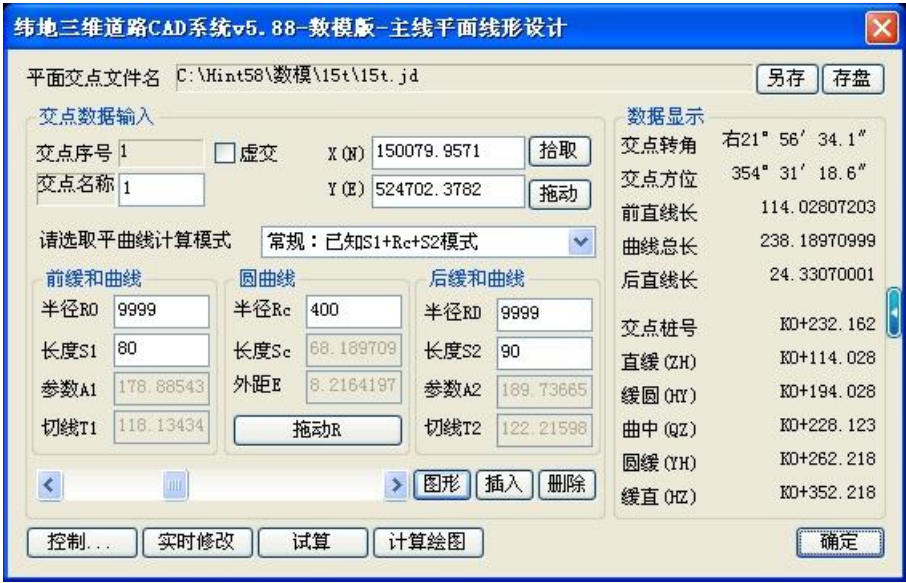 纬地三维道路CAD系统v5.88-数模版-主线平面线形设计
平面交点文件名 C:\Hint58\数模\15t\15t.jd 另存 存盘
交点数据输入
交点序号 1 虚交 X(N) 150079.9571 拾取
交点名称 1 Y(E) 524702.3782 拖动
请选取平曲线计算模式 常规：已知S1+Rc+S2模式
前缓和曲线 圆曲线 后缓和曲线
半径R0 9999 半径Rc 400 半径RD 9999
长度S1 80 长度Sc 68.189709 长度S2 90
参数A1 178.88543 外距E 8.2164197 参数A2 189.73665
切线T1 118.13434 拖动R 切线T2 122.21598
图形 插入 删除
数据显示
交点转角 右21° 56′ 34.1″
交点方位 354° 31′ 18.6″
前直线长 114.02807203
曲线总长 238.18970999
后直线长 24.33070001
交点桩号 K0+232.162
直缓(ZH) K0+114.028
缓圆(HY) K0+194.028
曲中(QZ) K0+228.123
圆缓(YH) K0+262.218
缓直(HZ) K0+352.218
控制... 实时修改 试算 计算绘图 确定